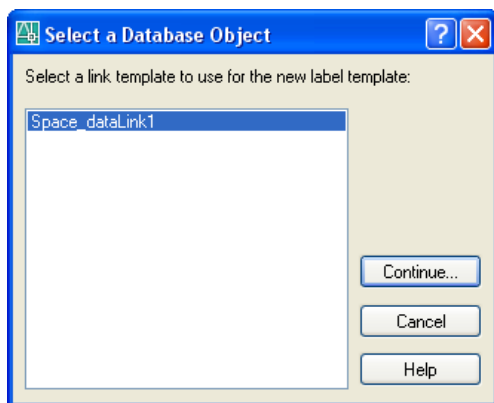 Select a Database Object
Select a link template to use for the new label template:
Space_dataLink1
Continue...
Cancel
Help